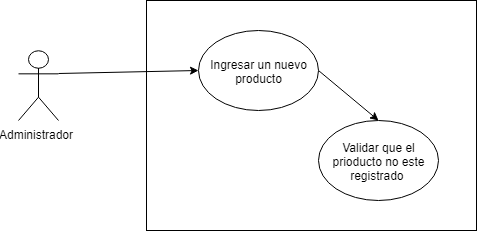 Ingresar un nuevo
producto
Administrador
Validar que el
prioducto no este
registrado